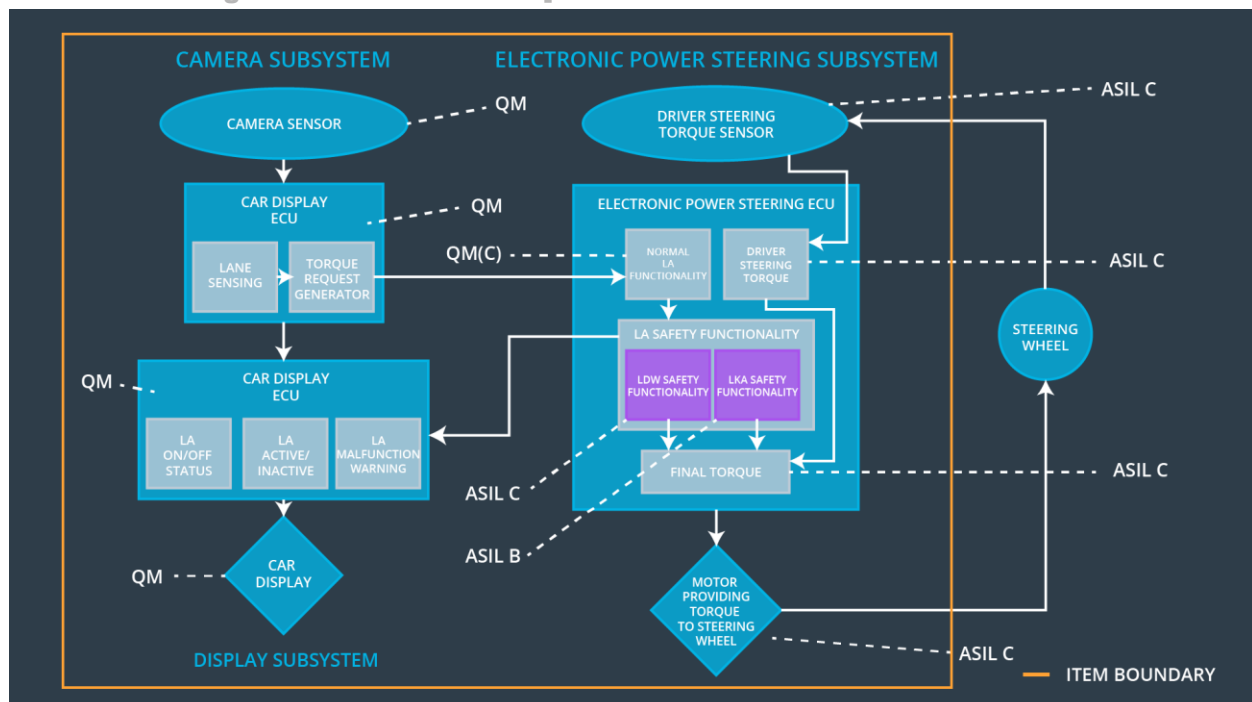 CAMERA SUBSYSTEM
ELECTRONIC POWER STEERING SUBSYSTEM
QM
ASIL C
CAMERA SENSOR
DRIVER STEERING
TORQUE SENSOR
CAR DISPLAY
ECU
QM
ELECTRONIC POWER STEERING ECU
LANE
SENSING
TORQUE
REQUEST
GENERATOR
QM(C)
NORMAL
LA
FUNCTIONALITY
DRIVER
STEERING
TORQUE
ASIL C
LA SAFETY FUNCTIONALITY
STEERING
WHEEL
QM
CAR DISPLAY
ECU
LDW SAFETY
FUNCTIONALITY
LKA SAFETY
FUNCTIONALITY
LA
ON/OFF
STATUS
LA
ACTIVE/
INACTIVE
LA
MALFUNCTION
WARNING
FINAL TORQUE
ASIL C
ASIL C
ASIL B
QM
CAR
DISPLAY
MOTOR
PROVIDING
TORQUE
TO STEERING
WHEEL
DISPLAY SUBSYSTEM
ASIL C
ITEM BOUNDARY